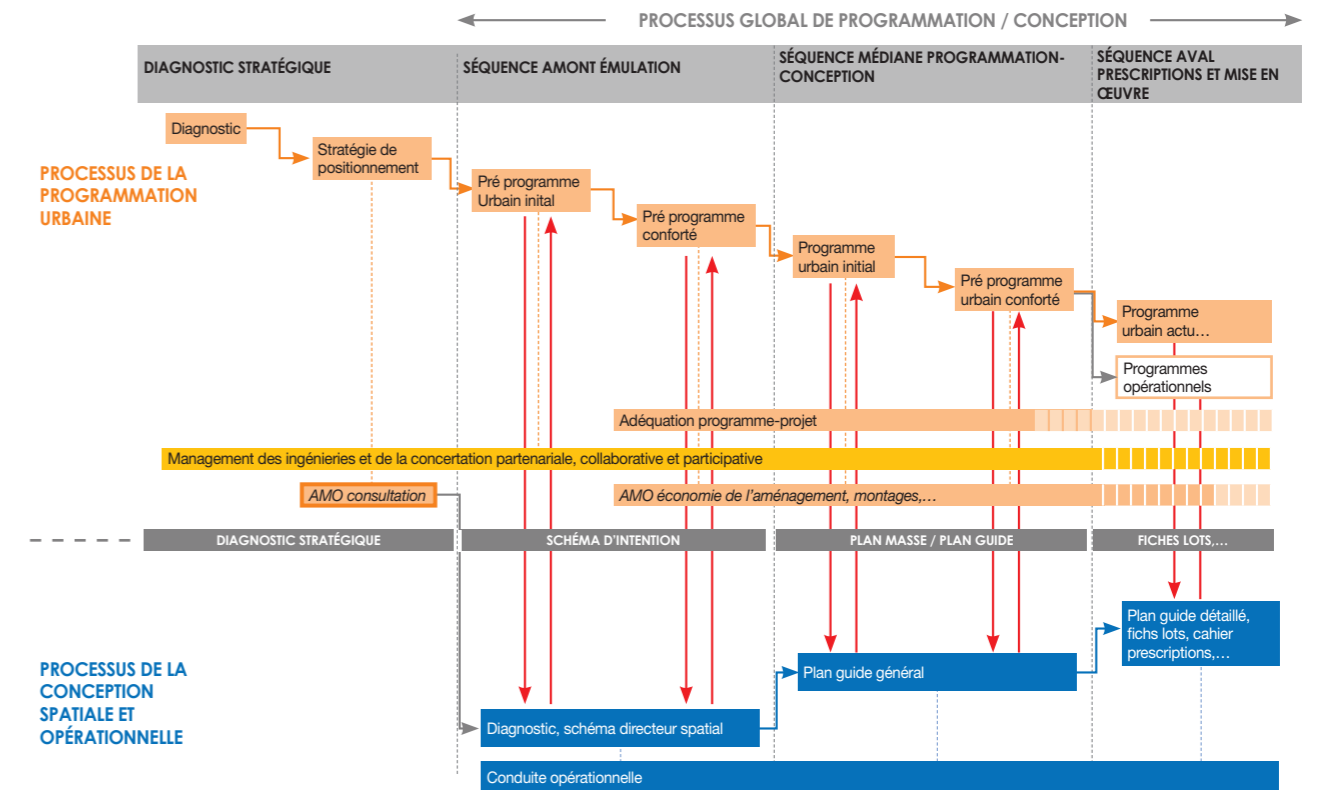 PROCESSUS GLOBAL DE PROGRAMMATION / CONCEPTION
DIAGNOSTIC STRATÉGIQUE
SÉQUENCE AMONT ÉMULATION
SÉQUENCE MÉDIANE PROGRAMMATION-
CONCEPTION
SÉQUENCE AVAL
PRESCRIPTIONS ET MISE EN
ŒUVRE
PROCESSUS DE LA
PROGRAMMATION
URBAINE
Diagnostic
Stratégie de
positionnement
Pré programme
Urbain inital
Pré programme
conforté
Programme
urbain initial
Pré programme
urbain conforté
Programme
urbain actu…
Programmes
opérationnels
Adéquation programme-projet
Management des ingénieries et de la concertation partenariale, collaborative et participative
AMO consultation
AMO économie de l’aménagement, montages,…
DIAGNOSTIC STRATÉGIQUE
SCHÉMA D’INTENTION
PLAN MASSE / PLAN GUIDE
FICHES LOTS,…
PROCESSUS DE LA
CONCEPTION
SPATIALE ET
OPÉRATIONNELLE
Plan guide détaillé,
fichs lots, cahier
prescriptions,…
Plan guide général
Diagnostic, schéma directeur spatial
Conduite opérationnelle